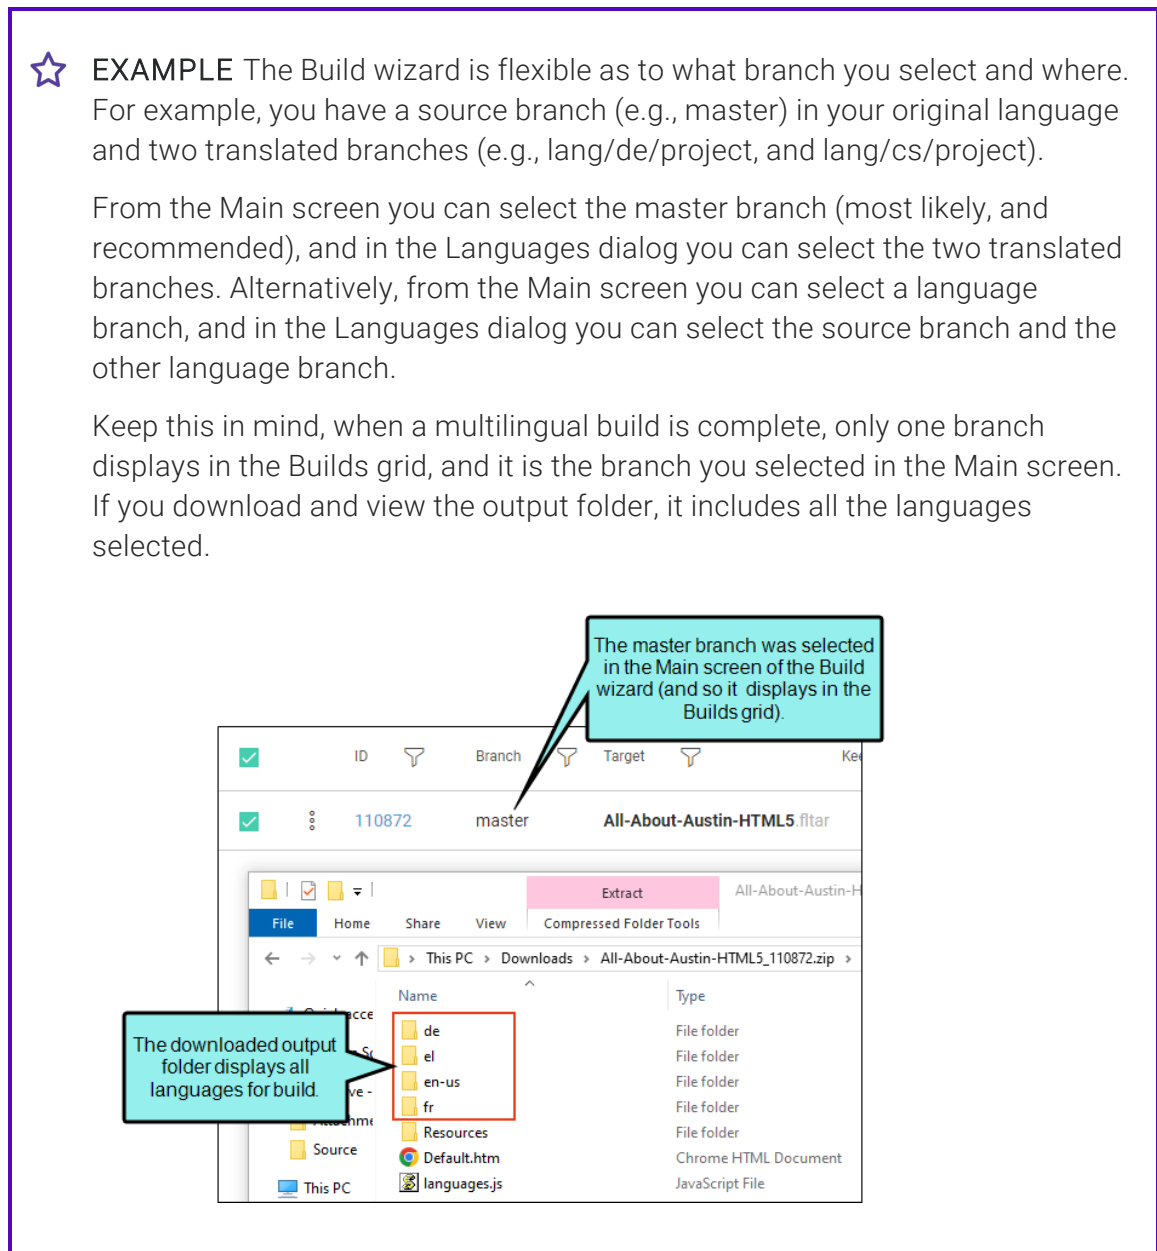 EXAMPLE The Build wizard is flexible as to what branch you select and where.
For example, you have a source branch (e.g., master) in your original language
and two translated branches (e.g., lang/de/project, and lang/cs/project).
From the Main screen you can select the master branch (most likely, and
recommended), and in the Languages dialog you can select the two translated
branches. Alternatively, from the Main screen you can select a language
branch, and in the Languages dialog you can select the source branch and the
other language branch.
Keep this in mind, when a multilingual build is complete, only one branch
displays in the Builds grid, and it is the branch you selected in the Main screen.
If you download and view the output folder, it includes all the languages
selected.
The master branch was selected
in the Main screen of the Build
wizard (and so it displays in the
Builds grid).
ID Branch Target
110872 master All-About-Austin-HTML5.fltar
Extract All-About-Austin-H
File Home Share View Compressed Folder Tools
This PC > Downloads > All-About-Austin-HTML5_110872.zip >
Name Type
de File folder
el File folder
en-us File folder
fr File folder
Resources File folder
Default.htm Chrome HTML Document
languages.js JavaScript File
The downloaded output
folder displays all
languages for build.
Source
This PC